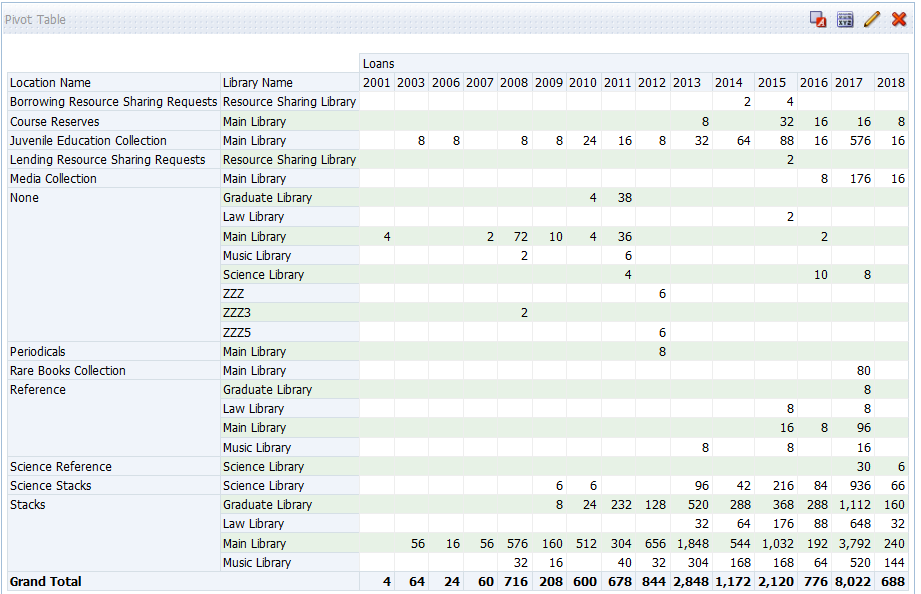 Pivot Table
Loans
Location Name Library Name 2001 2003 2006 2007 2008 2009 2010 2011 2012 2013 2014 2015 2016 2017 2018
Borrowing Resource Sharing Requests Resource Sharing Library 2 4
Course Reserves Main Library 8 32 16 16 8
Juvenile Education Collection Main Library 8 8 8 8 24 16 8 32 64 88 16 576 16
Lending Resource Sharing Requests Resource Sharing Library 2
Media Collection Main Library 8 176 16
None Graduate Library 4 38
Law Library 2
Main Library 4 2 72 10 4 36 2
Music Library 2 6
Science Library 4 10 8
ZZZ 6
ZZZ3 2
ZZZ5 6
Periodicals Main Library 8
Rare Books Collection Main Library 80
Reference Graduate Library 8
Law Library 8 8
Main Library 16 8 96
Music Library 8 8 16
Science Reference Science Library 30 6
Science Stacks Science Library 6 6 96 42 216 84 936 66
Stacks Graduate Library 8 24 232 128 520 288 368 288 1,112 160
Law Library 32 64 176 88 648 32
Main Library 56 16 56 576 160 512 304 656 1,848 544 1,032 192 3,792 240
Music Library 32 16 40 32 304 168 168 64 520 144
Grand Total 4 64 24 60 716 208 600 678 844 2,848 1,172 2,120 776 8,022 688